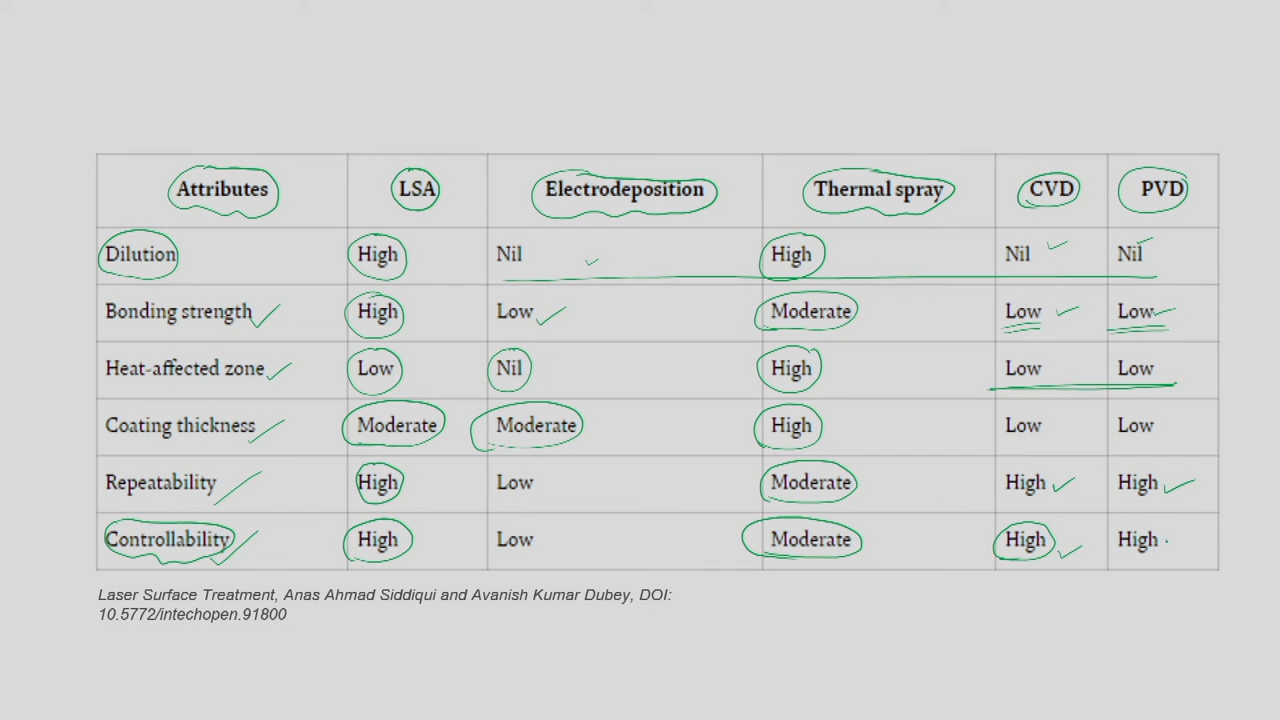 Attributes LSA Electrodeposition Thermal spray CVD PVD
Dilution High Nil High Nil Nil
Bonding strength High Low Moderate Low Low
Heat-affected zone Low Nil High Low Low
Coating thickness Moderate Moderate High Low Low
Repeatability High Low Moderate High High
Controllability High Low Moderate High High
Laser Surface Treatment, Anas Ahmad Siddiqui and Avanish Kumar Dubey, DOI:
10.5772/intechopen.91800